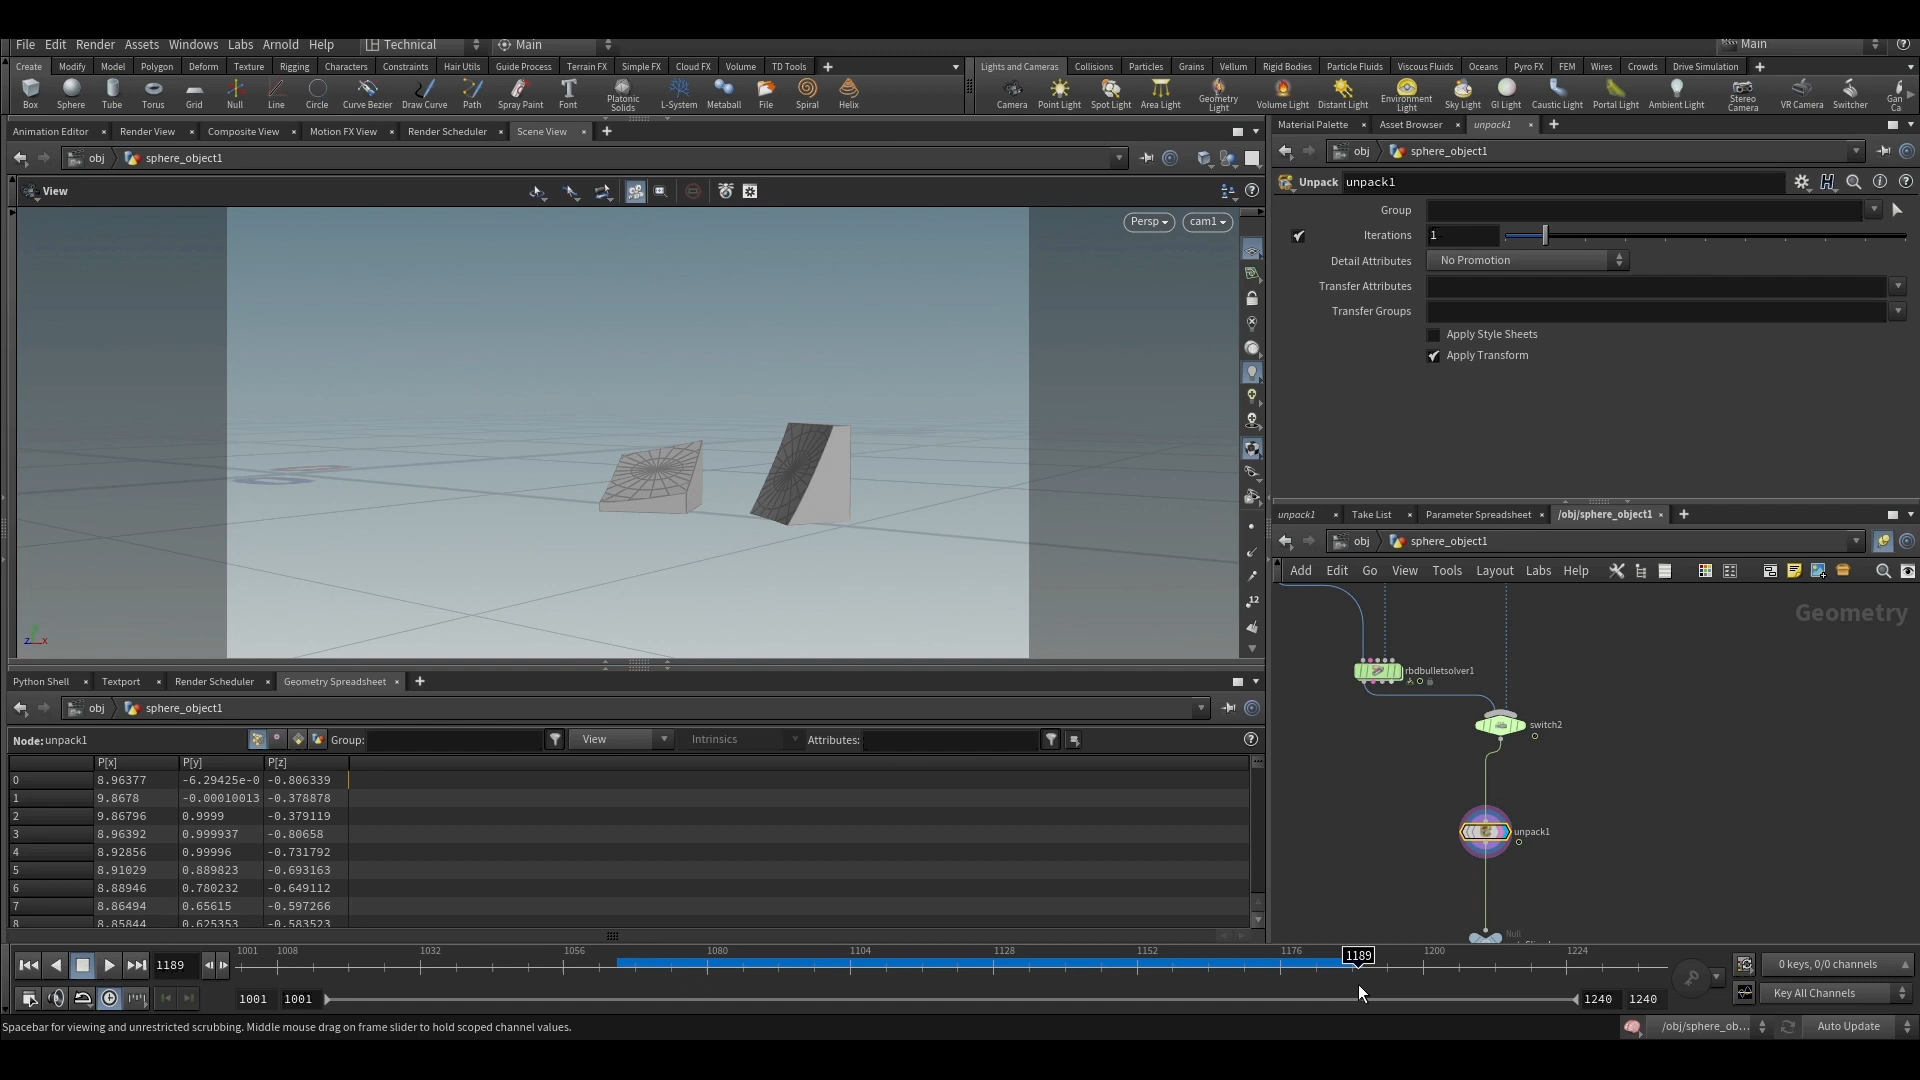 File Edit Render Assets Windows Labs Arnold Help Technical Main Main
Create Modify Model Polygon Deform Texture Rigging Characters Constraints Hair Utils Guide Process Terrain FX Simple FX Cloud FX Volume TD Tools
Lights and Cameras Collisions Particles Grains Vellum Rigid Bodies Particle Fluids Viscous Fluids Oceans Pyro FX FEM Wires Crowds Drive Simulation
Box Sphere Tube Torus Grid Null Line Circle Curve Bezier Draw Curve Path Spray Paint Font Platonic Solids L-System Metaball File Spiral Helix
Camera Point Light Spot Light Area Light Geometry Light Volume Light Distant Light Environment Light Sky Light GI Light Caustic Light Portal Light Ambient Light Stereo Camera VR Camera Switcher
Animation Editor Render View Composite View Motion FX View Render Scheduler Scene View
Material Palette Asset Browser unpack1
obj sphere_object1
obj sphere_object1
View
Persp cam1
z x
Unpack unpack1
Group
Iterations 1
Detail Attributes No Promotion
Transfer Attributes
Transfer Groups
Apply Style Sheets
Apply Transform
12
unpack1 Take List Parameter Spreadsheet /obj/sphere_object1
obj sphere_object1
Add Edit Go View Tools Layout Labs Help
Geometry
rbdbulletsolver1
switch2
unpack1
Null
Python Shell Textport Render Scheduler Geometry Spreadsheet
obj sphere_object1
Node: unpack1 Group: View Intrinsics Attributes:
P[x] P[y] P[z]
0 8.96377 -6.29425e-0 -0.806339
1 9.8678 -0.00010013 -0.378878
2 9.86796 0.9999 -0.379119
3 8.96392 0.999937 -0.80658
4 8.92856 0.99996 -0.731792
5 8.91029 0.889823 -0.693163
6 8.88946 0.780232 -0.649112
7 8.86494 0.65615 -0.597266
8 8.85844 0.625353 -0.583523
1001 1008 1032 1056 1080 1104 1128 1152 1176 1189 1200 1224
1189
0 keys, 0/0 channels
1001 1001 1240 1240
Key All Channels
Spacebar for viewing and unrestricted scrubbing. Middle mouse drag on frame slider to hold scoped channel values.
/obj/sphere_ob... Auto Update